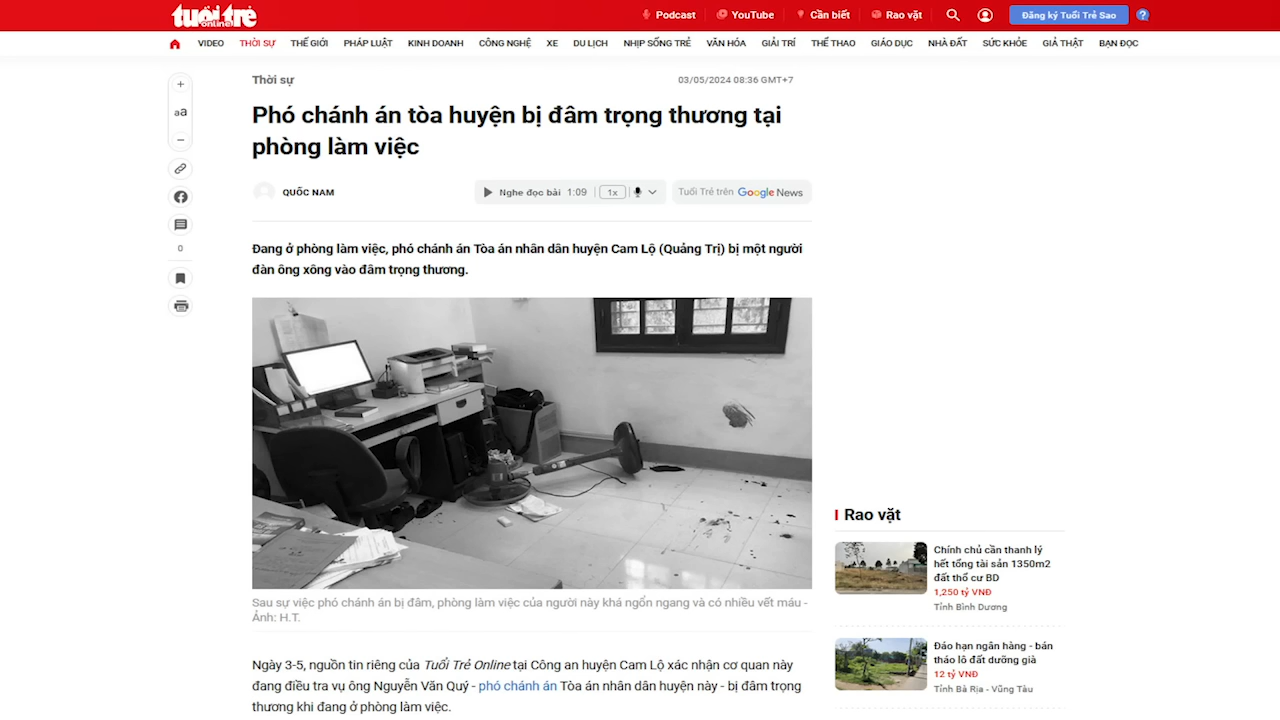 tuổi trẻ
online
Podcast
YouTube
Cần biết
Rao vặt
Đăng ký Tuổi Trẻ Sao
?
VIDEO
THỜI SỰ
THẾ GIỚI
PHÁP LUẬT
KINH DOANH
CÔNG NGHỆ
XE
DU LỊCH
NHỊP SỐNG TRẺ
VĂN HÓA
GIẢI TRÍ
THỂ THAO
GIÁO DỤC
NHÀ ĐẤT
SỨC KHỎE
GIẢ THẬT
BẠN ĐỌC
+
aa
−
0
Thời sự
03/05/2024 08:36 GMT+7
Phó chánh án tòa huyện bị đâm trọng thương tại
phòng làm việc
QUỐC NAM
Nghe đọc bài 1:09
1x
Tuổi Trẻ trên Google News
Đang ở phòng làm việc, phó chánh án Tòa án nhân dân huyện Cam Lộ (Quảng Trị) bị một người
đàn ông xông vào đâm trọng thương.
Sau sự việc phó chánh án bị đâm, phòng làm việc của người này khá ngổn ngang và có nhiều vết máu -
Ảnh: H.T.
Ngày 3-5, nguồn tin riêng của Tuổi Trẻ Online tại Công an huyện Cam Lộ xác nhận cơ quan này
đang điều tra vụ ông Nguyễn Văn Quý - phó chánh án Tòa án nhân dân huyện này - bị đâm trọng
thương khi đang ở phòng làm việc.
Rao vặt
Chính chủ cần thanh lý
hết tổng tài sản 1350m2
đất thổ cư BD
1,250 tỷ VNĐ
Tỉnh Bình Dương
Đáo hạn ngân hàng - bán
tháo lô đất dưỡng già
12 tỷ VNĐ
Tỉnh Bà Rịa - Vũng Tàu